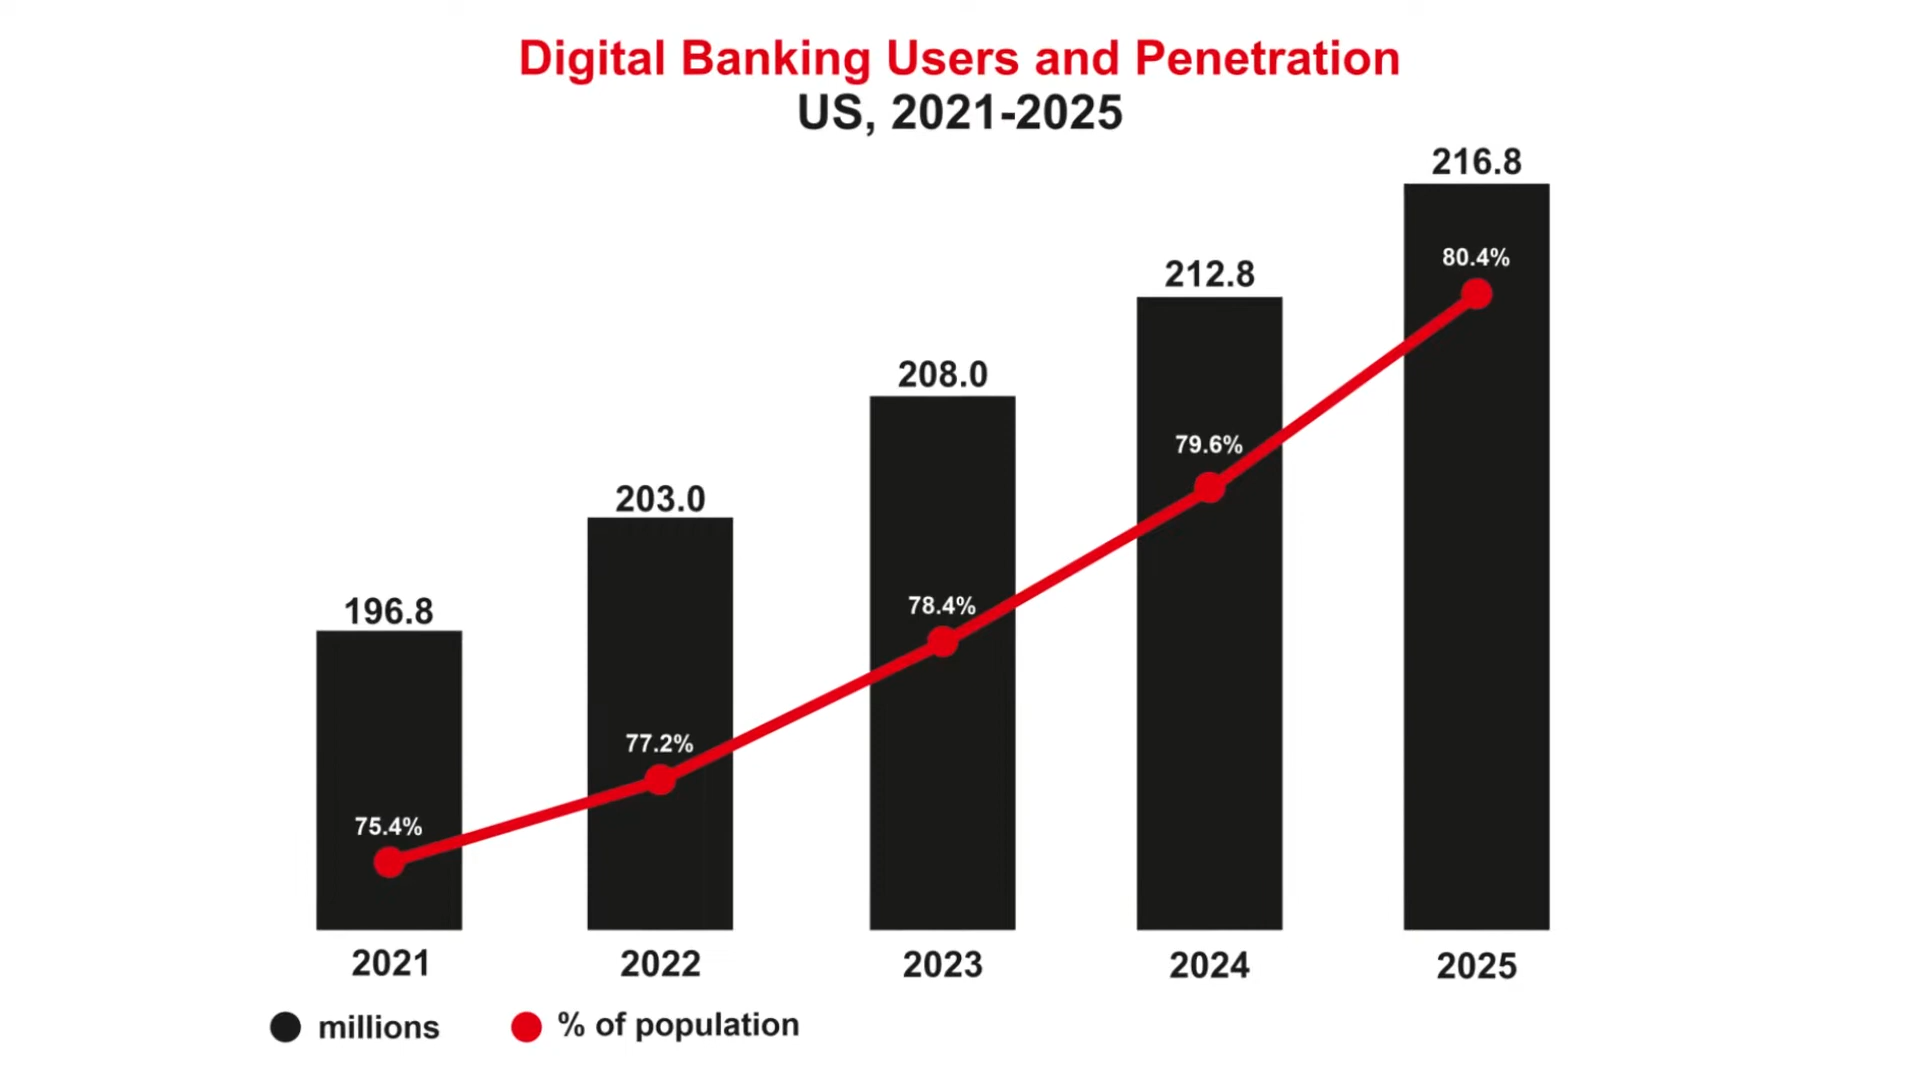 Digital Banking Users and Penetration
US, 2021-2025
216.8
80.4%
212.8
79.6%
208.0
78.4%
203.0
77.2%
196.8
75.4%
2021 2022 2023 2024 2025
millions % of population